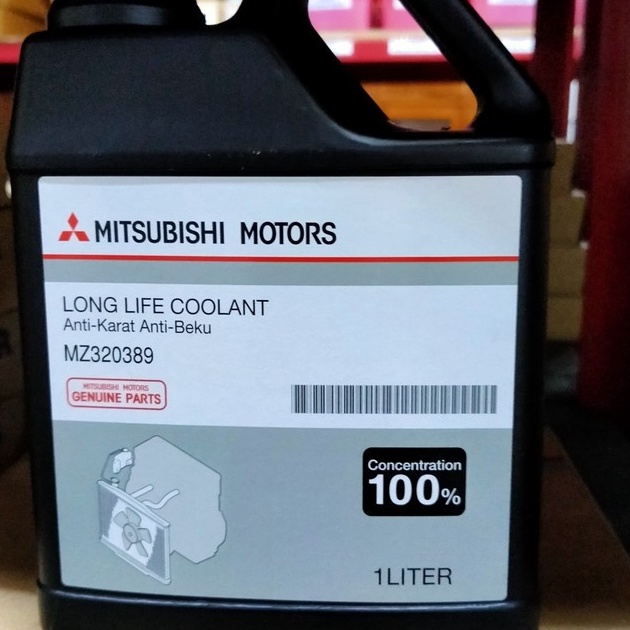 MITSUBISHI MOTORS
LONG LIFE COOLANT
Anti-Karat Anti-Beku
MZ320389
MITSUBISHI MOTORS
GENUINE PARTS
Concentration
100%
1LITER